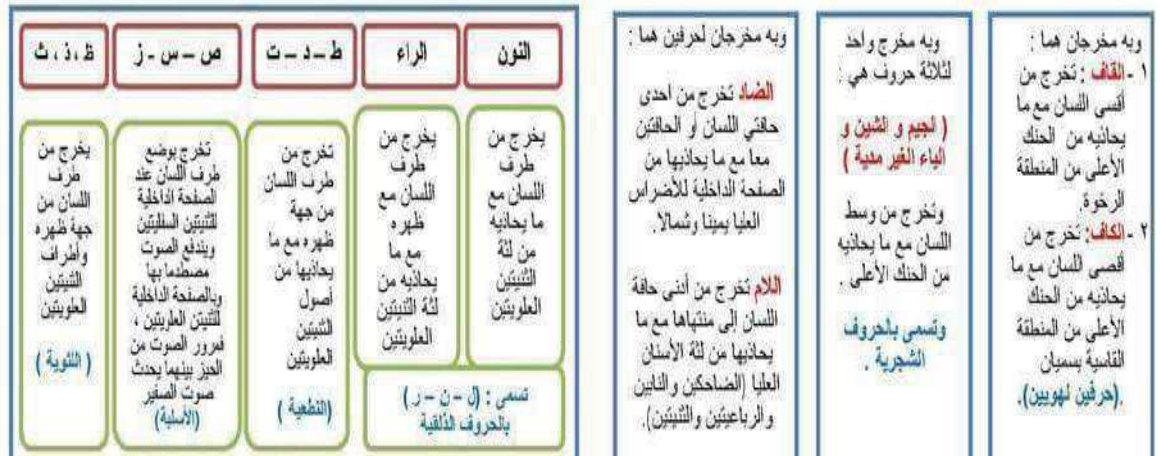 وبه مخرجان هما :
١ - القاف : تخرج من
أقسى اللسان مع ما
يحاذيه من الحنك
الأعلى من المنطقة
الرخوة.
٢ - الكاف: تخرج من
أقصى اللسان مع ما
يحاذيه من الحنك
الأعلى من المنطقة
القاسية يسميان
(حرفين لهويين).
وبه مخرج واحد
لثلاثة حروف هي :
( الجيم و الشين و
الياء الغير مدية )
وتخرج من وسط
اللسان مع ما يحاذيه
من الحنك الأعلى .
وتسمى بالحروف
الشجرية .
وبه مخرجان لحرفين هما :
الضاد تخرج من أحدى
حافتي اللسان أو الحافتين
معا مع ما يحاذيها من
الصفحة الداخلية للأضراس
العليا يمينا وشمالا.
اللام تخرج من أدنى حافة
اللسان إلى منتهاها مع ما
يحاذيها من لثة الأسنان
العليا (الضاحكين والنابين
والرباعيتين والثنيتين).
النون
يخرج من
طرف
اللسان مع
ما يحاذيه
من لثة
الثنيتين
العلويتين
الراء
يخرج من
طرف
اللسان مع
ظهره
مع ما
يحاذيه من
لثة الثنيتين
العلويتين
تسمى : (ل – ن – ر )
بالحروف الذلقية
ط – د – ت
تخرج من
طرف اللسان
من جهة
ظهره مع ما
يحاذيها من
أصول
الثنيتين
العلويتين
(النطعية )
ص – س - ز
تخرج بوضع
طرف اللسان عند
الصفحة الداخلية
للثنيتين السفليتين
ويندفع الصوت
مصطدما بها
وبالصفحة الداخلية
للثنيتن العلويتين ،
فمرور الصوت من
الحيز بينهما يحدث
صوت الصفير
(الأسلية)
ظ ، ذ ، ث
يخرج من
طرف
اللسان من
جهة ظهره
وأطراف
الثنيتين
العلويتين
( اللثوية )